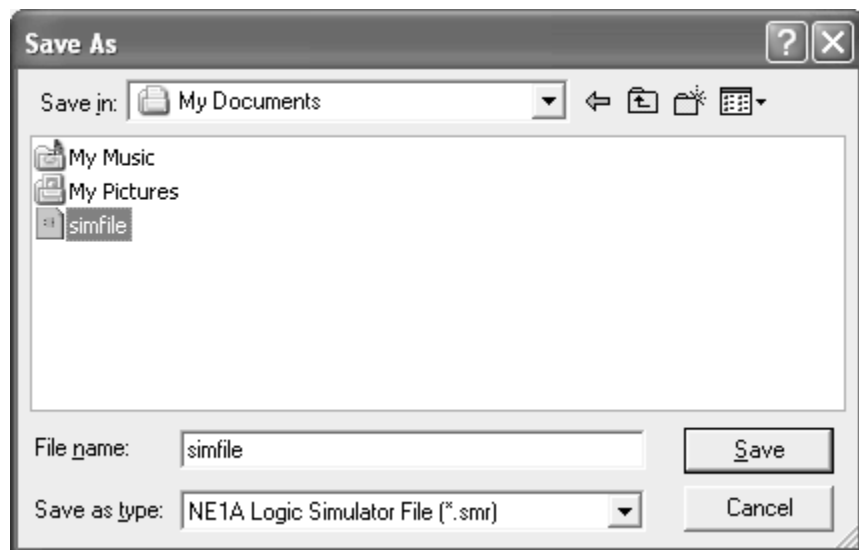 Save As
Save in: My Documents
My Music
My Pictures
simfile
File name: simfile
Save
Save as type: NE1A Logic Simulator File (*.smr)
Cancel